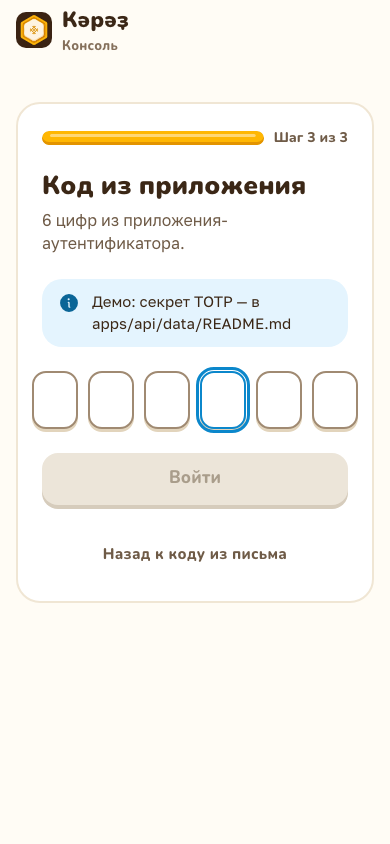 Кәрәҙ
Консоль
Шаг 3 из 3
Код из приложения
6 цифр из приложения-
аутентификатора.
Демо: секрет TOTP — в
apps/api/data/README.md
Войти
Назад к коду из письма